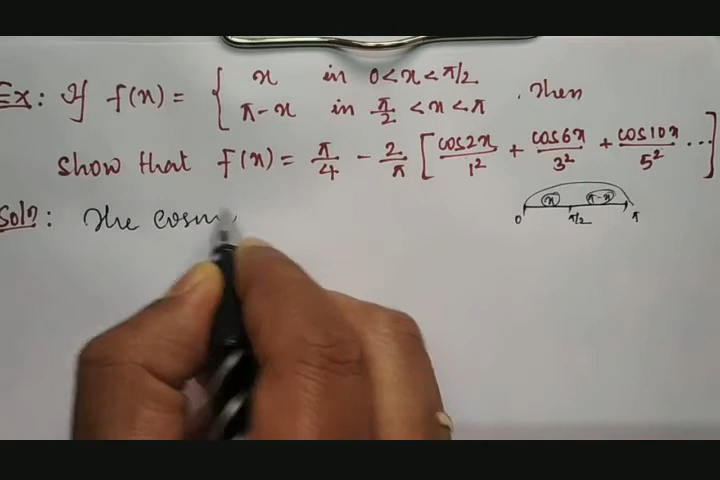 Ex: If f(x) = { x in 0<x<π/2
π-x in π/2 <x<π . Then
show that f(x) = π/4 - 2/π [cos2x/1² + cos6x/3² + cos10x/5² ...]
Soln: The cosin
0 x π/2 π-x π